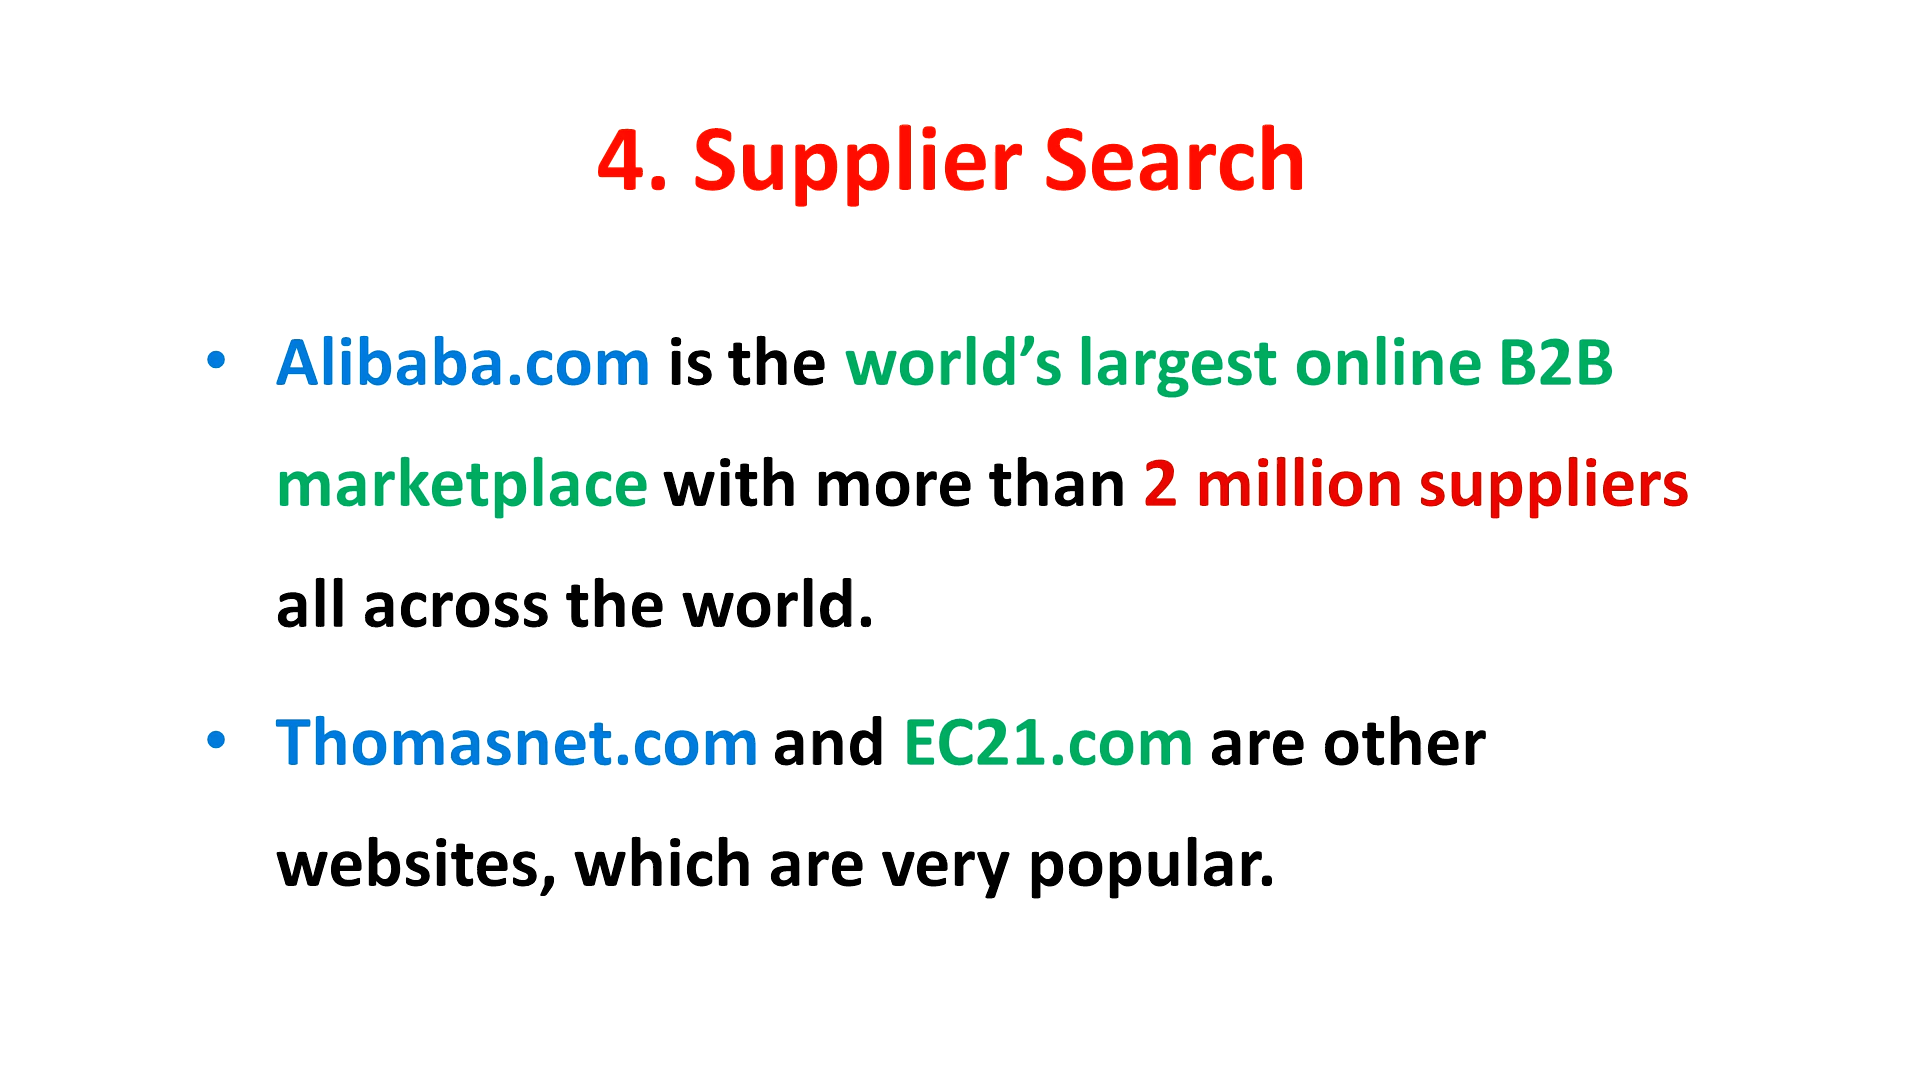 4. Supplier Search
• Alibaba.com is the world’s largest online B2B
marketplace with more than 2 million suppliers
all across the world.
• Thomasnet.com and EC21.com are other
websites, which are very popular.